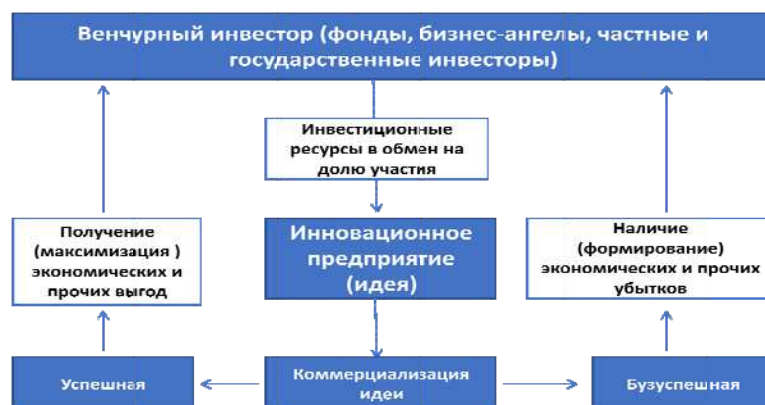 Венчурный инвестор (фонды, бизнес-ангелы, частные и
государственные инвесторы)
Инвестиционные
ресурсы в обмен на
долю участия
Получение
(максимизация )
экономических и
прочих выгод
Инновационное
предприятие
(идея)
Наличие
(формирование)
экономических и прочих
убытков
Успешная
Коммерциализация
идеи
Бузуспешная